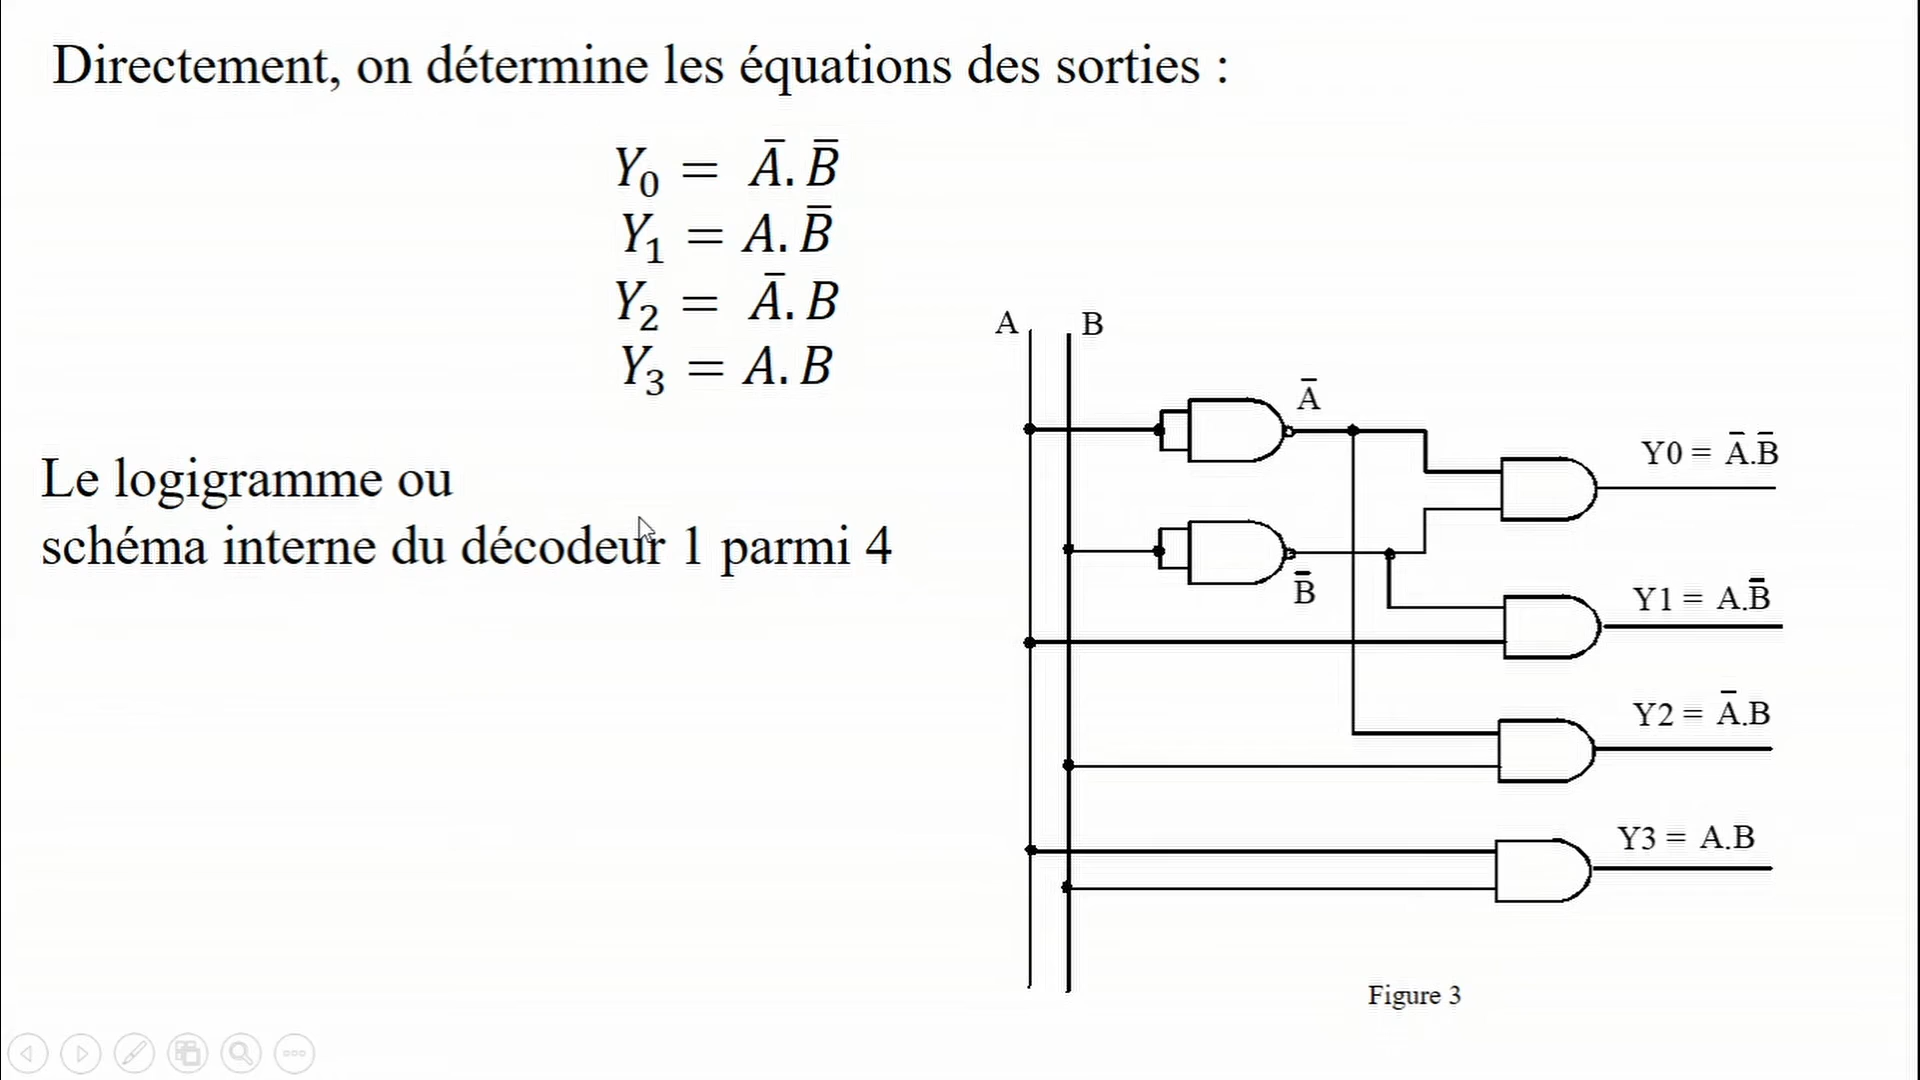 Directement, on détermine les équations des sorties :
Y₀ = A̅. B̅
Y₁ = A. B̅
Y₂ = A̅. B
Y₃ = A. B
Le logigramme ou
schéma interne du décodeur 1 parmi 4
A B
A̅
Y0 = A̅.B̅
B̅
Y1 = A.B̅
Y2 = A̅.B
Y3 = A.B
Figure 3